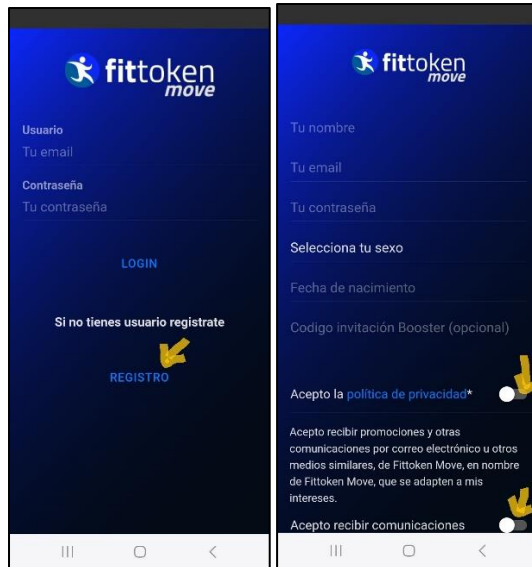 fittoken
move
Usuario
Tu email
Contraseña
Tu contraseña
LOGIN
Si no tienes usuario registrate
REGISTRO
fittoken
move
Tu nombre
Tu email
Tu contraseña
Selecciona tu sexo
Fecha de nacimiento
Codigo invitación Booster (opcional)
Acepto la política de privacidad*
Acepto recibir promociones y otras
comunicaciones por correo electrónico u otros
medios similares, de Fittoken Move, en nombre
de Fittoken Move, que se adapten a mis
intereses.
Acepto recibir comunicaciones